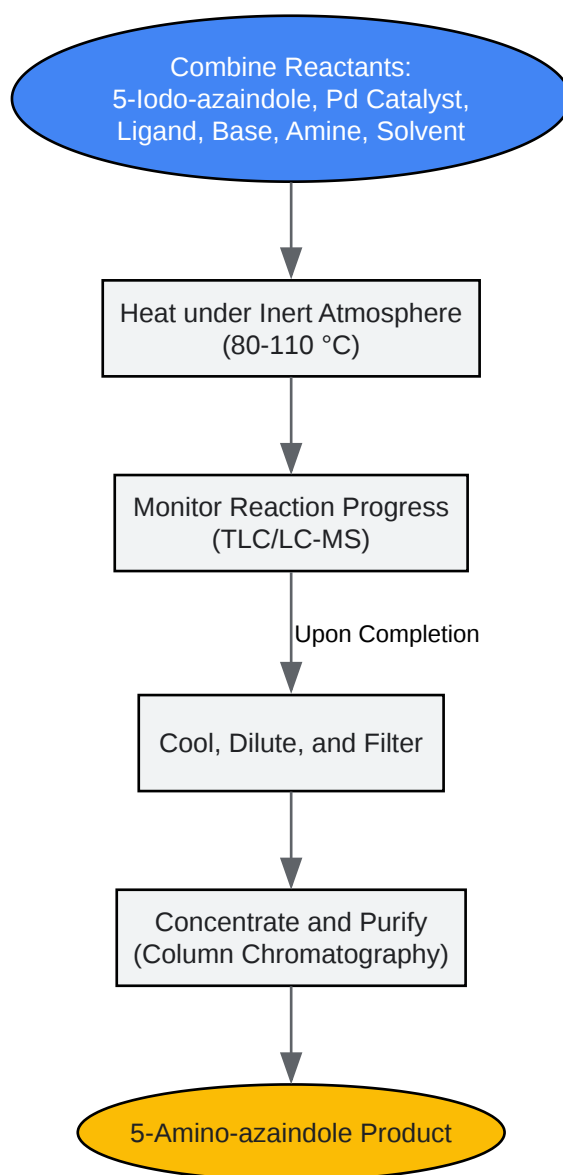 Combine Reactants:
5-Iodo-azaindole, Pd Catalyst,
Ligand, Base, Amine, Solvent
Heat under Inert Atmosphere
(80-110 °C)
Monitor Reaction Progress
(TLC/LC-MS)
Upon Completion
Cool, Dilute, and Filter
Concentrate and Purify
(Column Chromatography)
5-Amino-azaindole Product